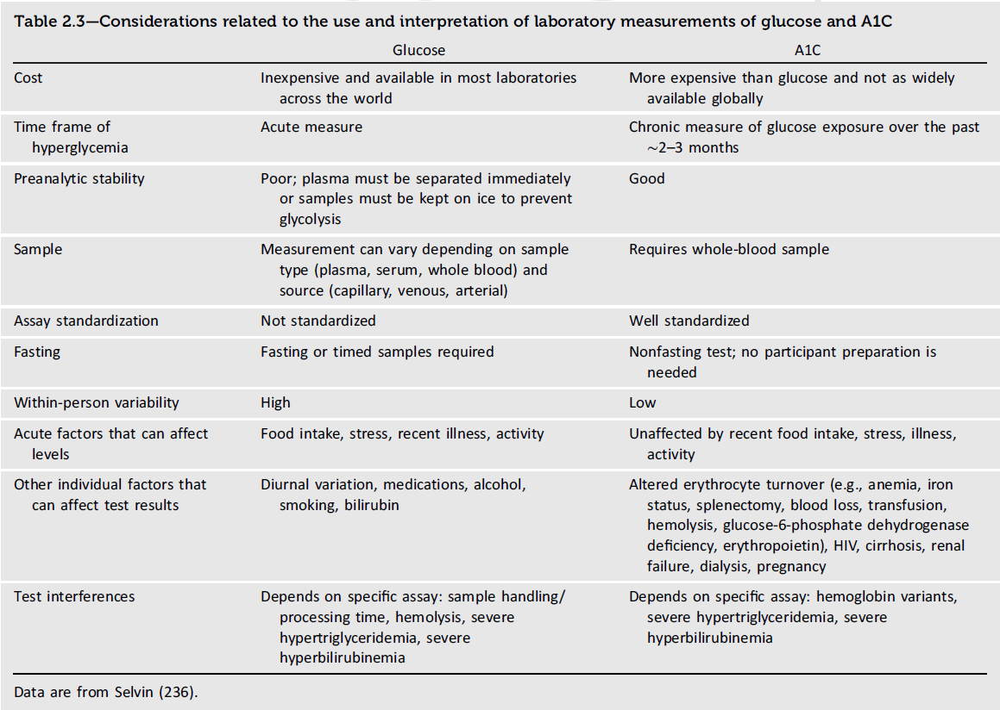 Table 2.3—Considerations related to the use and interpretation of laboratory measurements of glucose and A1C
Glucose
A1C
Cost
Inexpensive and available in most laboratories
across the world
More expensive than glucose and not as widely
available globally
Time frame of
hyperglycemia
Acute measure
Chronic measure of glucose exposure over the past
~2–3 months
Preanalytic stability
Poor; plasma must be separated immediately
or samples must be kept on ice to prevent
glycolysis
Good
Sample
Measurement can vary depending on sample
type (plasma, serum, whole blood) and
source (capillary, venous, arterial)
Requires whole-blood sample
Assay standardization
Not standardized
Well standardized
Fasting
Fasting or timed samples required
Nonfasting test; no participant preparation is
needed
Within-person variability
High
Low
Acute factors that can affect
levels
Food intake, stress, recent illness, activity
Unaffected by recent food intake, stress, illness,
activity
Other individual factors that
can affect test results
Diurnal variation, medications, alcohol,
smoking, bilirubin
Altered erythrocyte turnover (e.g., anemia, iron
status, splenectomy, blood loss, transfusion,
hemolysis, glucose-6-phosphate dehydrogenase
deficiency, erythropoietin), HIV, cirrhosis, renal
failure, dialysis, pregnancy
Test interferences
Depends on specific assay: sample handling/
processing time, hemolysis, severe
hypertriglyceridemia, severe
hyperbilirubinemia
Depends on specific assay: hemoglobin variants,
severe hypertriglyceridemia, severe
hyperbilirubinemia
Data are from Selvin (236).